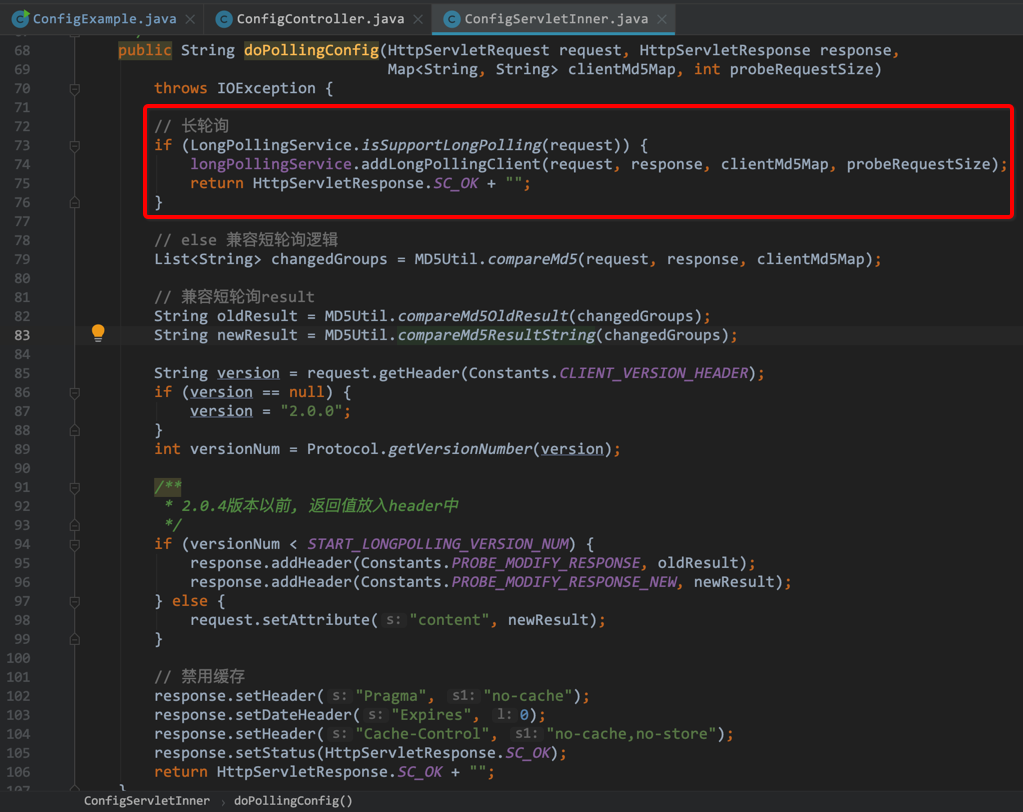 ConfigExample.java ConfigController.java ConfigServletInner.java
68 public String doPollingConfig(HttpServletRequest request, HttpServletResponse response,
69 Map<String, String> clientMd5Map, int probeRequestSize)
70 throws IOException {
71
72 // 长轮询
73 if (LongPollingService.isSupportLongPolling(request)) {
74 longPollingService.addLongPollingClient(request, response, clientMd5Map, probeRequestSize);
75 return HttpServletResponse.SC_OK + "";
76 }
77
78 // else 兼容短轮询逻辑
79 List<String> changedGroups = MD5Util.compareMd5(request, response, clientMd5Map);
80
81 // 兼容短轮询result
82 String oldResult = MD5Util.compareMd5OldResult(changedGroups);
83 String newResult = MD5Util.compareMd5ResultString(changedGroups);
84
85 String version = request.getHeader(Constants.CLIENT_VERSION_HEADER);
86 if (version == null) {
87 version = "2.0.0";
88 }
89 int versionNum = Protocol.getVersionNumber(version);
90
91 /**
92 * 2.0.4版本以前, 返回值放入header中
93 */
94 if (versionNum < START_LONGPOLLING_VERSION_NUM) {
95 response.addHeader(Constants.PROBE_MODIFY_RESPONSE, oldResult);
96 response.addHeader(Constants.PROBE_MODIFY_RESPONSE_NEW, newResult);
97 } else {
98 request.setAttribute( s: "content", newResult);
99 }
100
101 // 禁用缓存
102 response.setHeader( s: "Pragma", s1: "no-cache");
103 response.setDateHeader( s: "Expires", l: 0);
104 response.setHeader( s: "Cache-Control", s1: "no-cache,no-store");
105 response.setStatus(HttpServletResponse.SC_OK);
106 return HttpServletResponse.SC_OK + "";
107 }
ConfigServletInner › doPollingConfig()